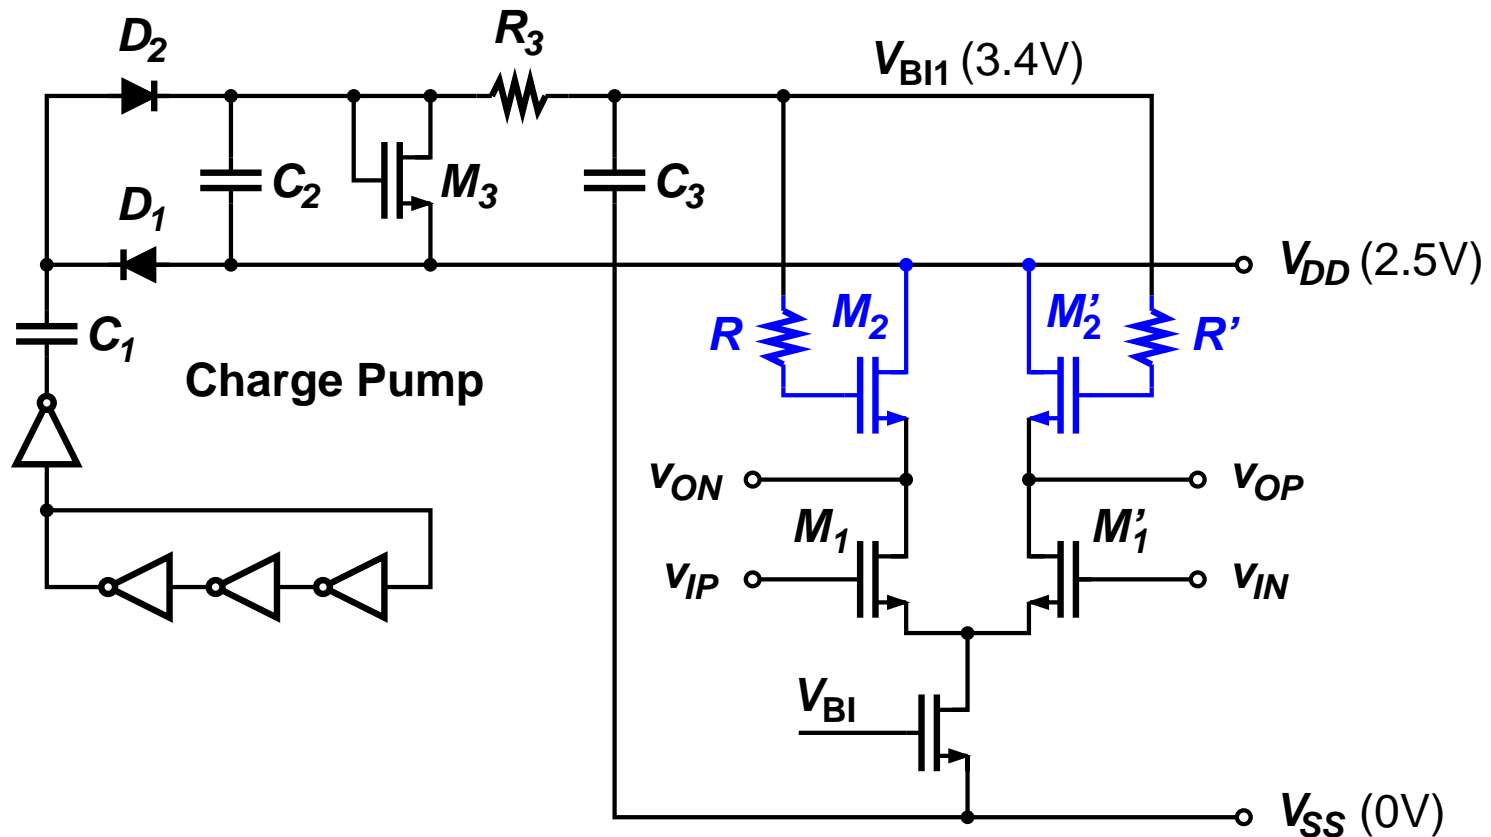 D2
R3
VBI1 (3.4V)
C2
M3
C3
D1
VDD (2.5V)
C1
R
M2
M'2
R'
Charge Pump
vON
vOP
M1
M'1
vIP
vIN
VBI
VSS (0V)